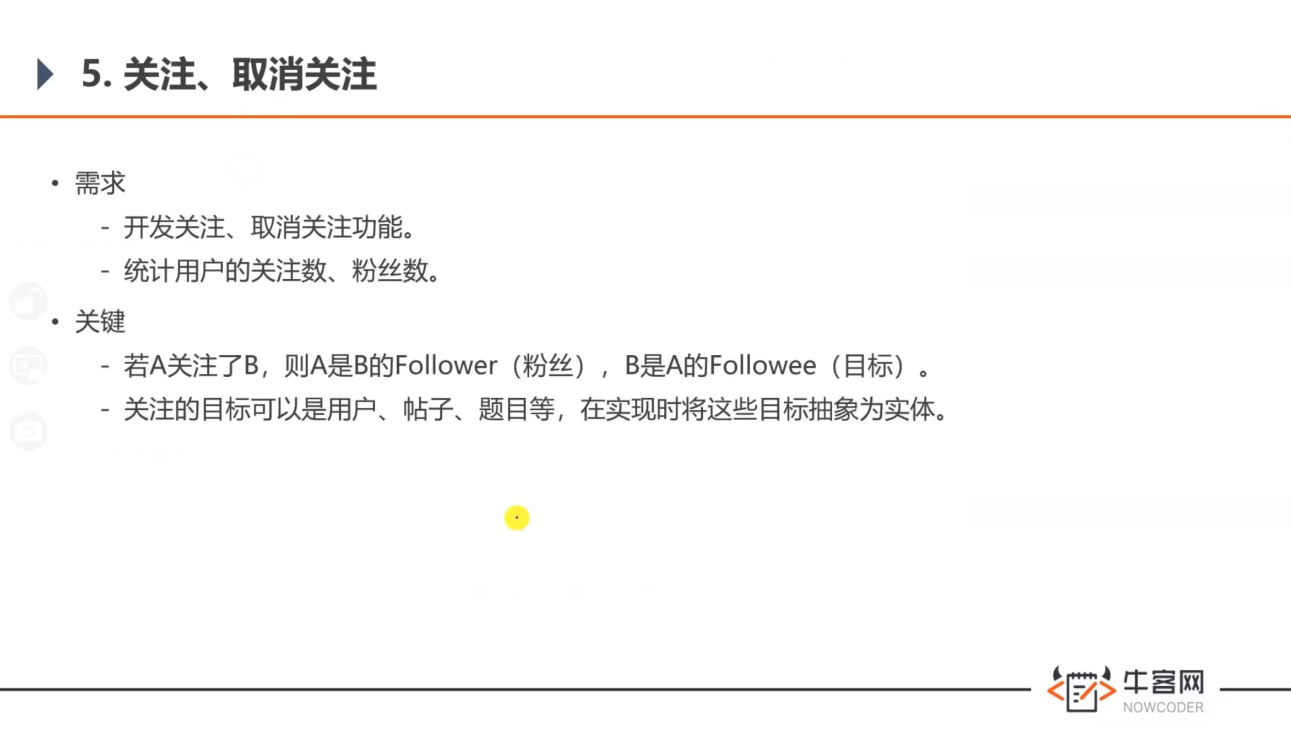 5. 关注、取消关注
• 需求
- 开发关注、取消关注功能。
- 统计用户的关注数、粉丝数。
• 关键
- 若A关注了B，则A是B的Follower（粉丝），B是A的Followee（目标）。
- 关注的目标可以是用户、帖子、题目等，在实现时将这些目标抽象为实体。
牛客网
NOWCODER